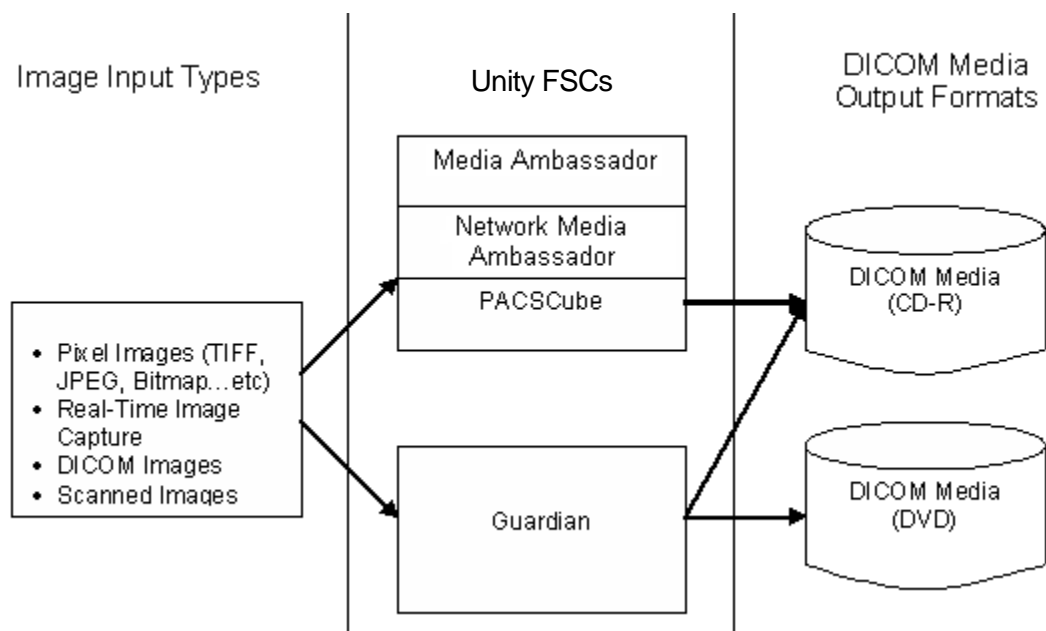 Image Input Types
Unity FSCs
DICOM Media
Output Formats
Media Ambassador
Network Media
Ambassador
PACSCube
• Pixel Images (TIFF,
JPEG, Bitmap...etc)
• Real-Time Image
Capture
• DICOM Images
• Scanned Images
Guardian
DICOM Media
(CD-R)
DICOM Media
(DVD)